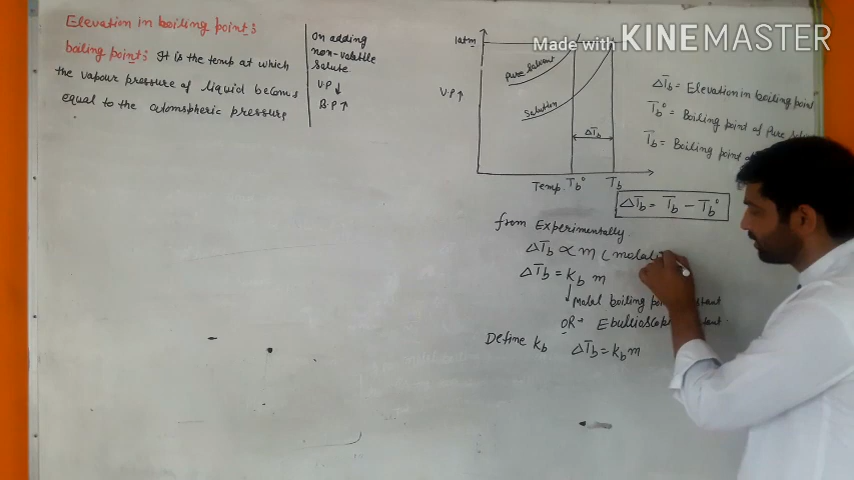 Elevation in boiling point:
boiling point: It is the temp at which
the vapour pressure of liquid becomes
equal to the atomspheric pressure
on adding
non-volatile
solute
V.P↓
B.P↑
1atm
V.P↑
pure solvent
solution
ΔTb
Temp. Tb° Tb
Made with KINEMASTER
ΔTb = Elevation in boiling point
Tb° = Boiling point of pure
Tb = Boiling point
ΔTb = Tb - Tb°
from Experimentally
ΔTb ∝ m (molal
ΔTb = kb m
↓ Molal boiling
OR→ Ebullioscopic
Define kb ΔTb = kb m